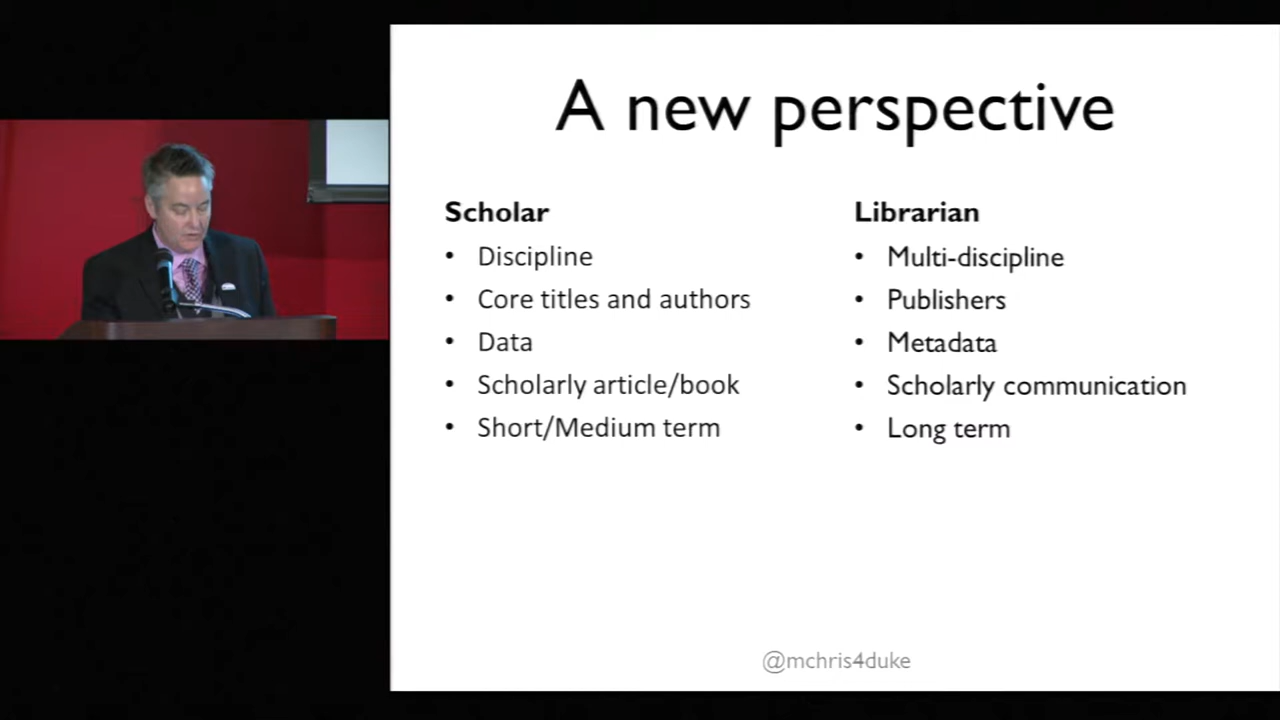 A new perspective
Scholar
• Discipline
• Core titles and authors
• Data
• Scholarly article/book
• Short/Medium term
Librarian
• Multi-discipline
• Publishers
• Metadata
• Scholarly communication
• Long term
@mchris4duke